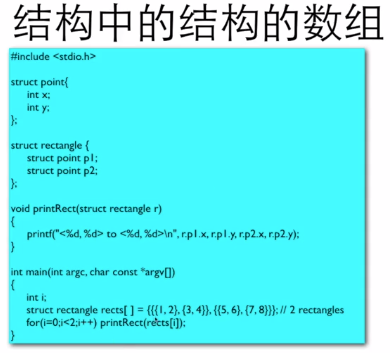 结构中的结构的数组
#include <stdio.h>
struct point{
int x;
int y;
};
struct rectangle {
struct point p1;
struct point p2;
};
void printRect(struct rectangle r)
{
printf("<%d, %d> to <%d, %d>\n", r.p1.x, r.p1.y, r.p2.x, r.p2.y);
}
int main(int argc, char const *argv[])
{
int i;
struct rectangle rects[ ] = {{{1, 2}, {3, 4}}, {{5, 6}, {7, 8}}}; // 2 rectangles
for(i=0;i<2;i++) printRect(rects[i]);
}